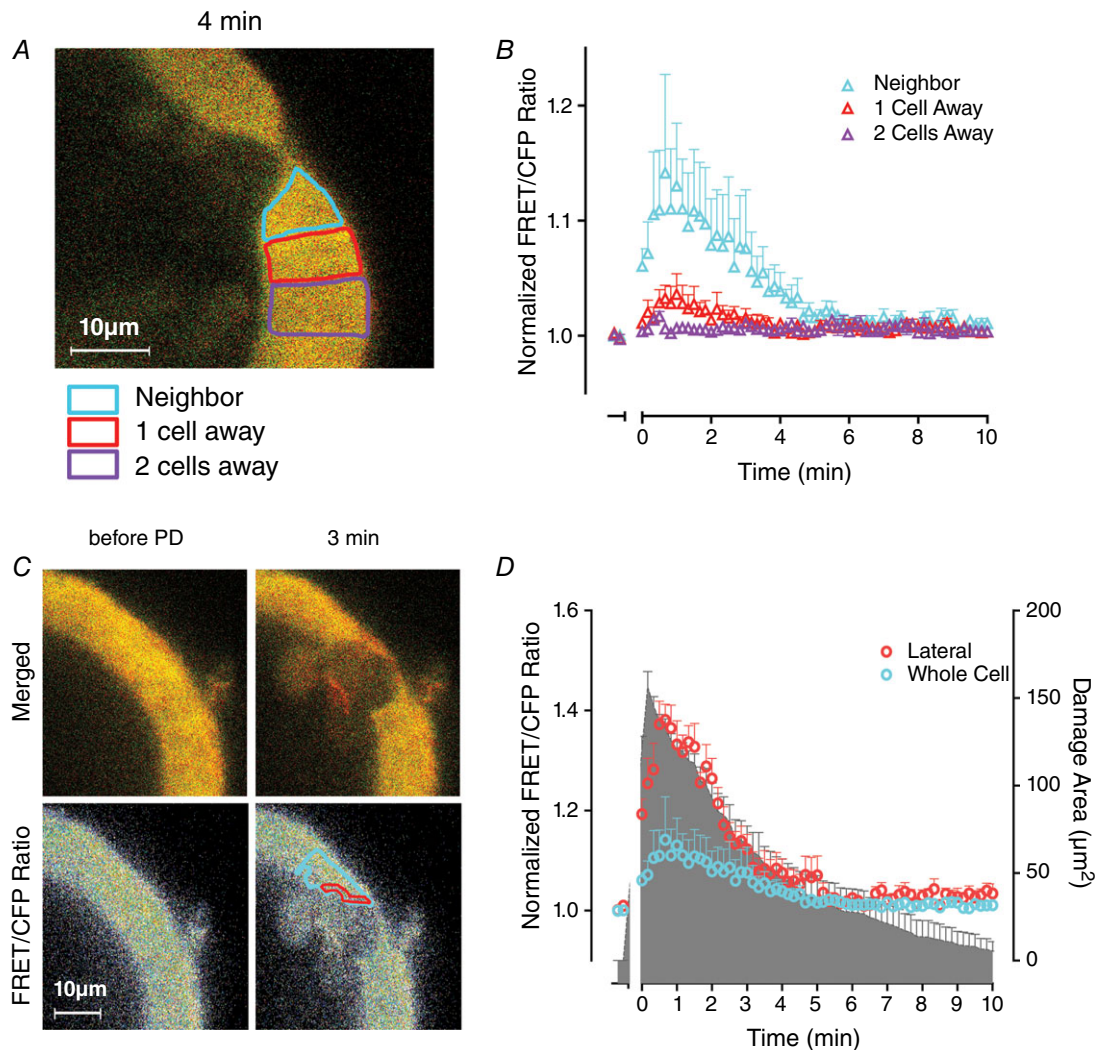 4 min
A
10µm
Neighbor
1 cell away
2 cells away
B
Normalized FRET/CFP Ratio
1.2
1.1
1.0
Neighbor
1 Cell Away
2 Cells Away
0 2 4 6 8 10
Time (min)
C
before PD
3 min
Merged
FRET/CFP Ratio
10µm
D
Normalized FRET/CFP Ratio
1.6
1.4
1.2
1.0
Lateral
Whole Cell
200
150
100
50
0
Damage Area (µm²)
0 1 2 3 4 5 6 7 8 9 10
Time (min)